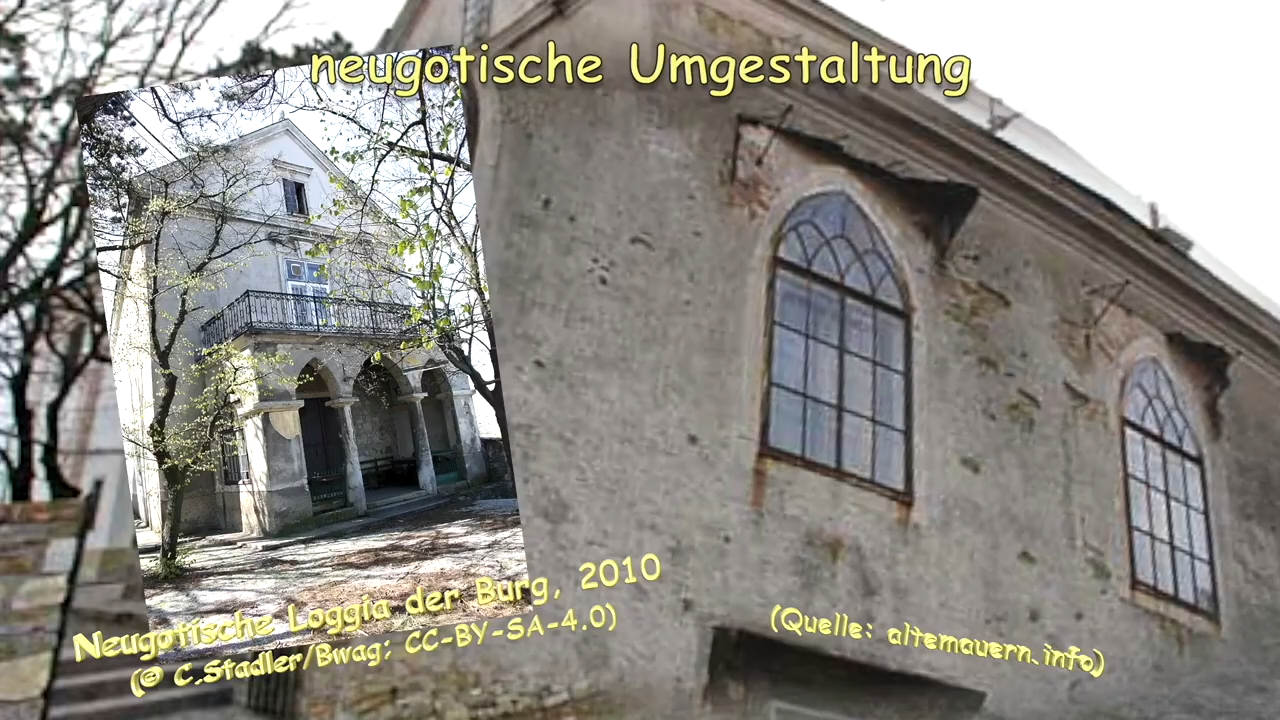 neugotische Umgestaltung
Neugotische Loggia der Burg, 2010
(© C.Stadler/Bwag; CC-BY-SA-4.0)
(Quelle: altemauern.info)